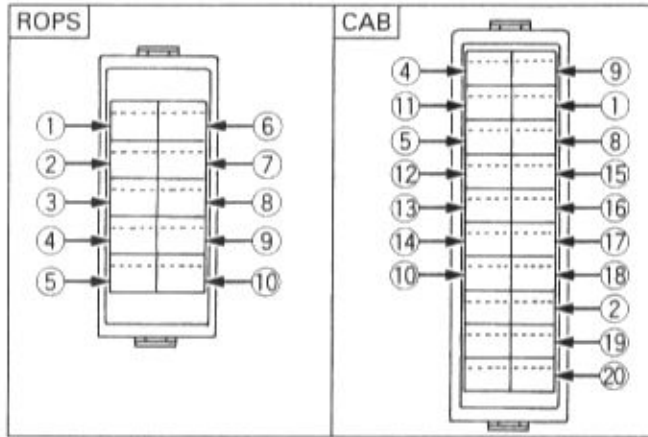 ROPS CAB
④ ⑨
⑪ ①
① ⑥ ⑤ ⑧
② ⑦ ⑫ ⑮
③ ⑧ ⑬ ⑯
④ ⑨ ⑭ ⑰
⑤ ⑩ ⑩ ⑱
②
⑲
⑳